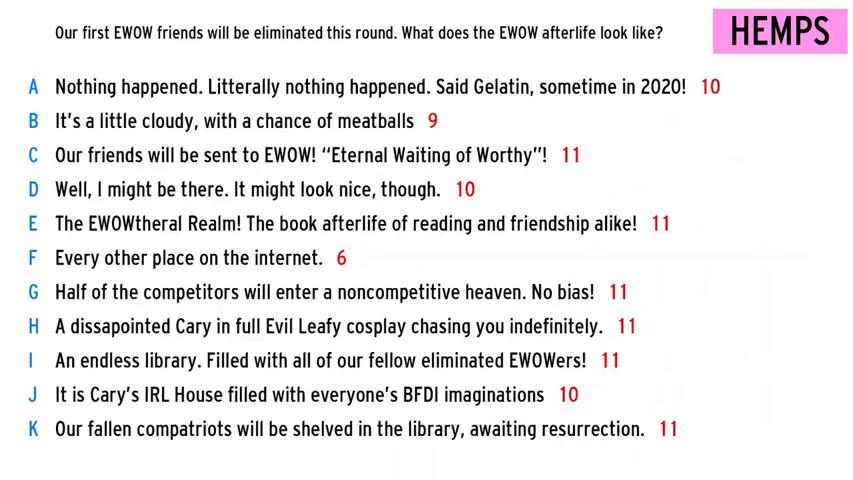 Our first EWOW friends will be eliminated this round. What does the EWOW afterlife look like?
HEMPS
A Nothing happened. Litterally nothing happened. Said Gelatin, sometime in 2020! 10
B It's a little cloudy, with a chance of meatballs 9
C Our friends will be sent to EWOW! “Eternal Waiting of Worthy”! 11
D Well, I might be there. It might look nice, though. 10
E The EWOWtheral Realm! The book afterlife of reading and friendship alike! 11
F Every other place on the internet. 6
G Half of the competitors will enter a noncompetitive heaven. No bias! 11
H A dissapointed Cary in full Evil Leafy cosplay chasing you indefinitely. 11
I An endless library. Filled with all of our fellow eliminated EWOWers! 11
J It is Cary's IRL House filled with everyone's BFDI imaginations 10
K Our fallen compatriots will be shelved in the library, awaiting resurrection. 11